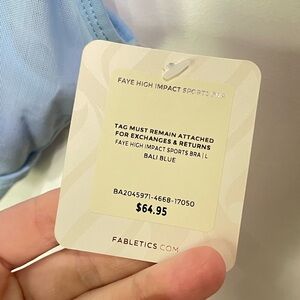 FAYE HIGH IMPACT SPORTS BRA
TAG MUST REMAIN ATTACHED
FOR EXCHANGES & RETURNS
FAYE HIGH IMPACT SPORTS BRA | L
BALI BLUE
BA2045971-4668-17050
$64.95
FABLETICS.COM